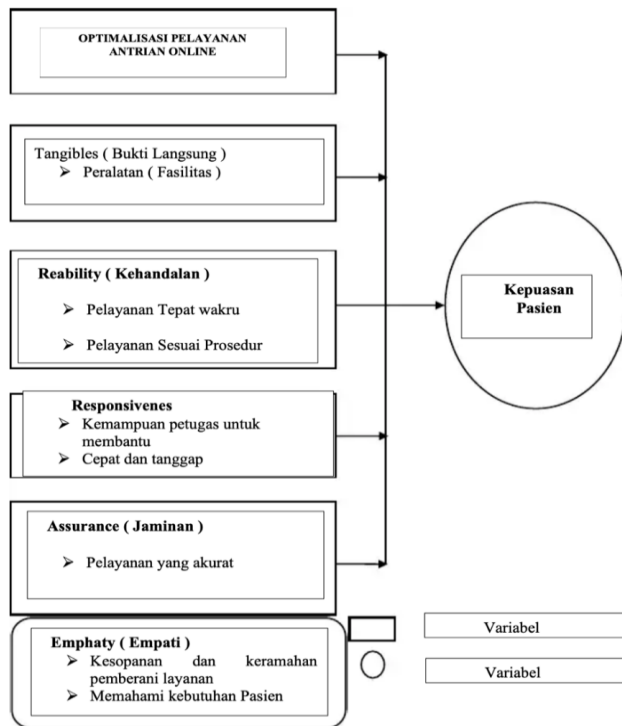 OPTIMALISASI PELAYANAN
ANTRIAN ONLINE
Tangibles ( Bukti Langsung )
➤ Peralatan ( Fasilitas )
Reability ( Kehandalan )
➤ Pelayanan Tepat wakru
➤ Pelayanan Sesuai Prosedur
Kepuasan
Pasien
Responsivenes
➤ Kemampuan petugas untuk
membantu
➤ Cepat dan tanggap
Assurance ( Jaminan )
➤ Pelayanan yang akurat
Emphaty ( Empati )
➤ Kesopanan dan keramahan
pemberani layanan
➤ Memahami kebutuhan Pasien
Variabel
Variabel